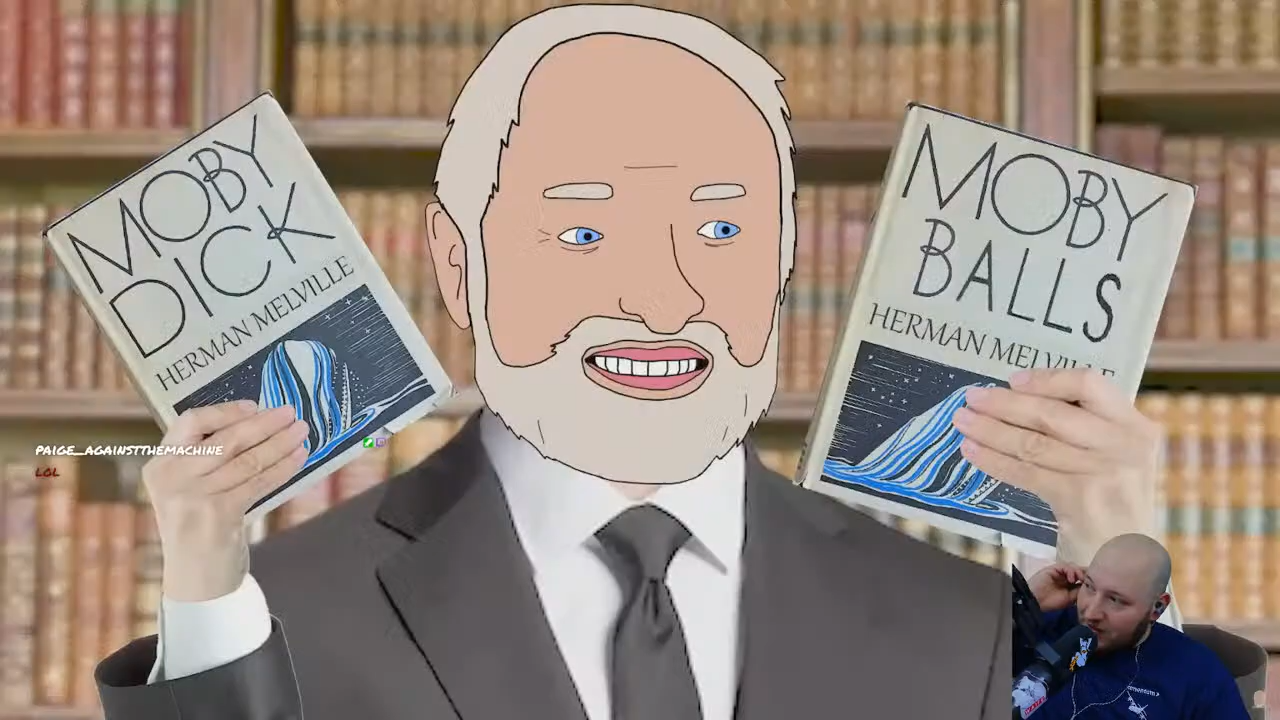 MOBY
DICK
HERMAN MELVILLE
MOBY
BALLS
HERMAN MELVILLE
PAIGE_AGAINSTTHEMACHINE
LOL